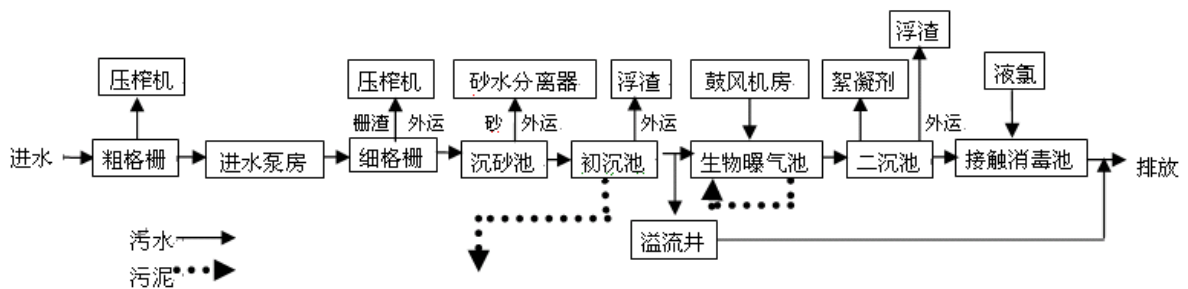 浮渣
压榨机
压榨机
砂水分离器
浮渣
鼓风机房
絮凝剂
液氯
栅渣
外运
砂
外运
外运
外运
进水
粗格栅
进水泵房
细格栅
沉砂池
初沉池
生物曝气池
二沉池
接触消毒池
排放
溢流井
污水
污泥